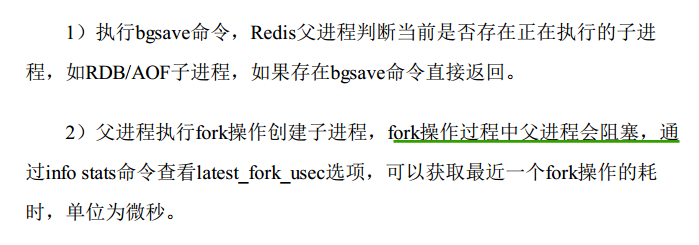 1）执行bgsave命令，Redis父进程判断当前是否存在正在执行的子进
程，如RDB/AOF子进程，如果存在bgsave命令直接返回。
2）父进程执行fork操作创建子进程，fork操作过程中父进程会阻塞，通
过info stats命令查看latest_fork_usec选项，可以获取最近一个fork操作的耗
时，单位为微秒。